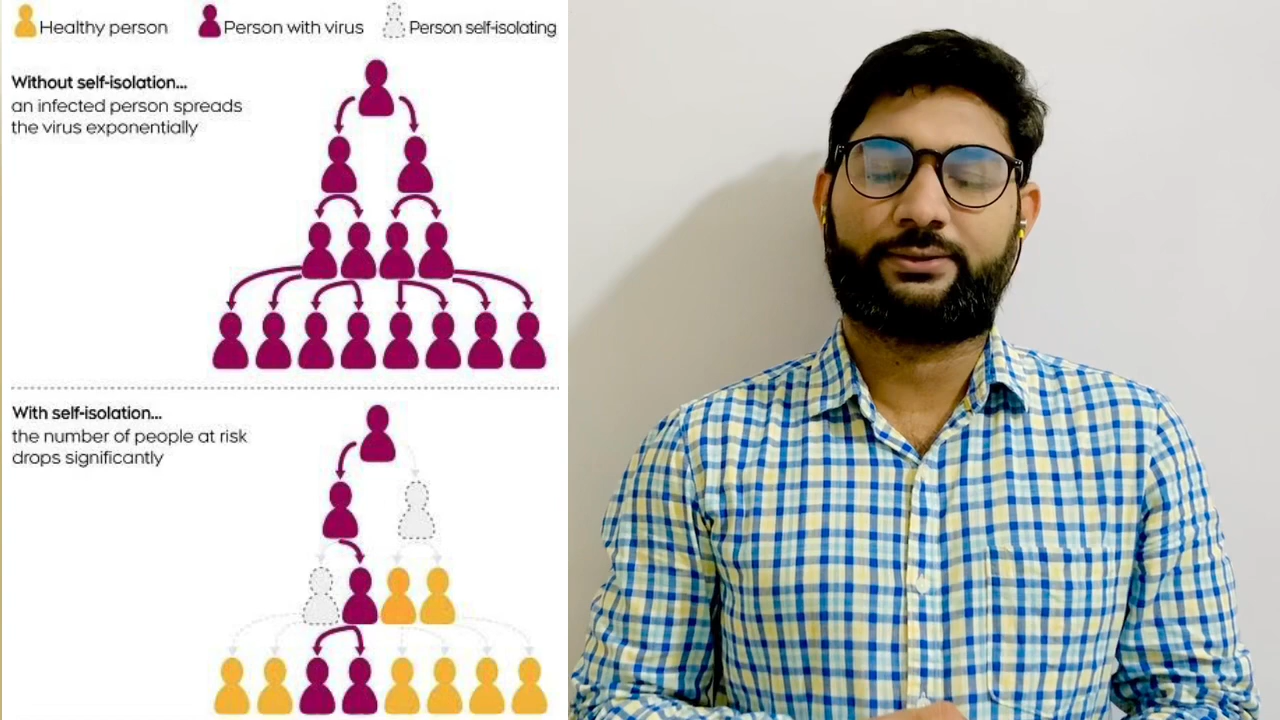 Healthy person
Person with virus
Person self-isolating
Without self-isolation...
an infected person spreads
the virus exponentially
With self-isolation...
the number of people at risk
drops significantly